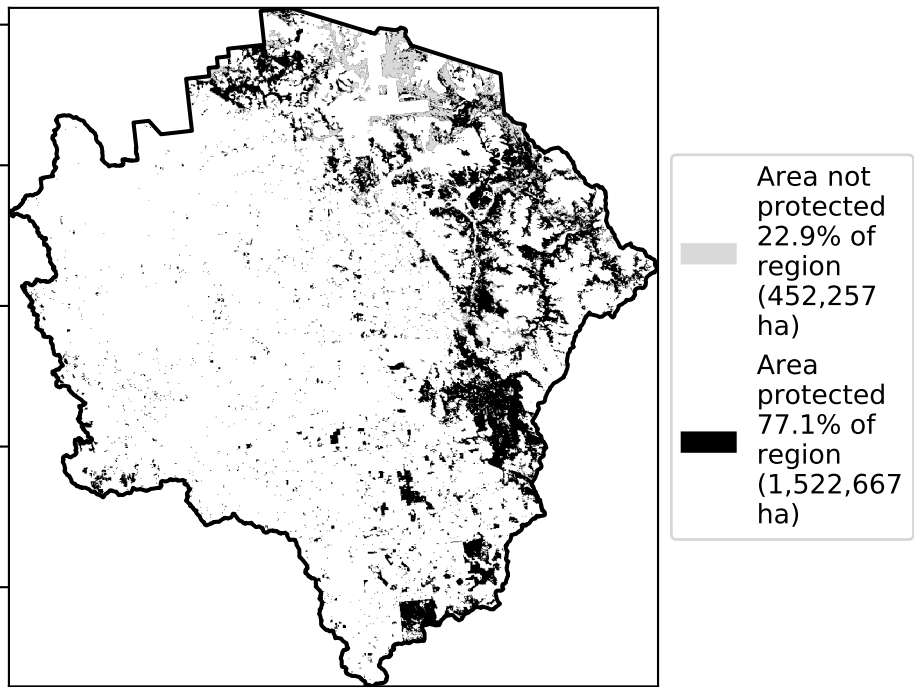 Area not
protected
22.9% of
region
(452,257
ha)
Area
protected
77.1% of
region
(1,522,667
ha)